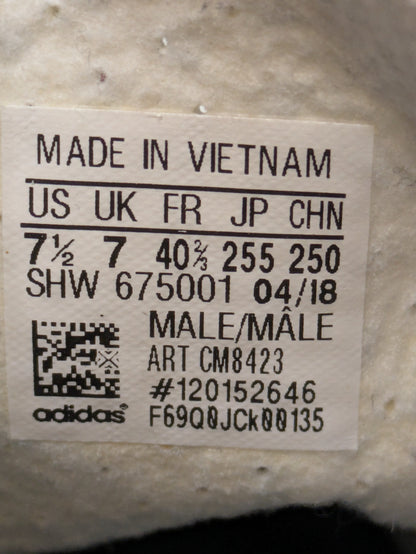 MADE IN VIETNAM
US UK FR JP CHN
7½ 7 40⅔ 255 250
SHW 675001 04/18
MALE/MÂLE
ART CM8423
#120152646
adidas® F69Q0JCk00135